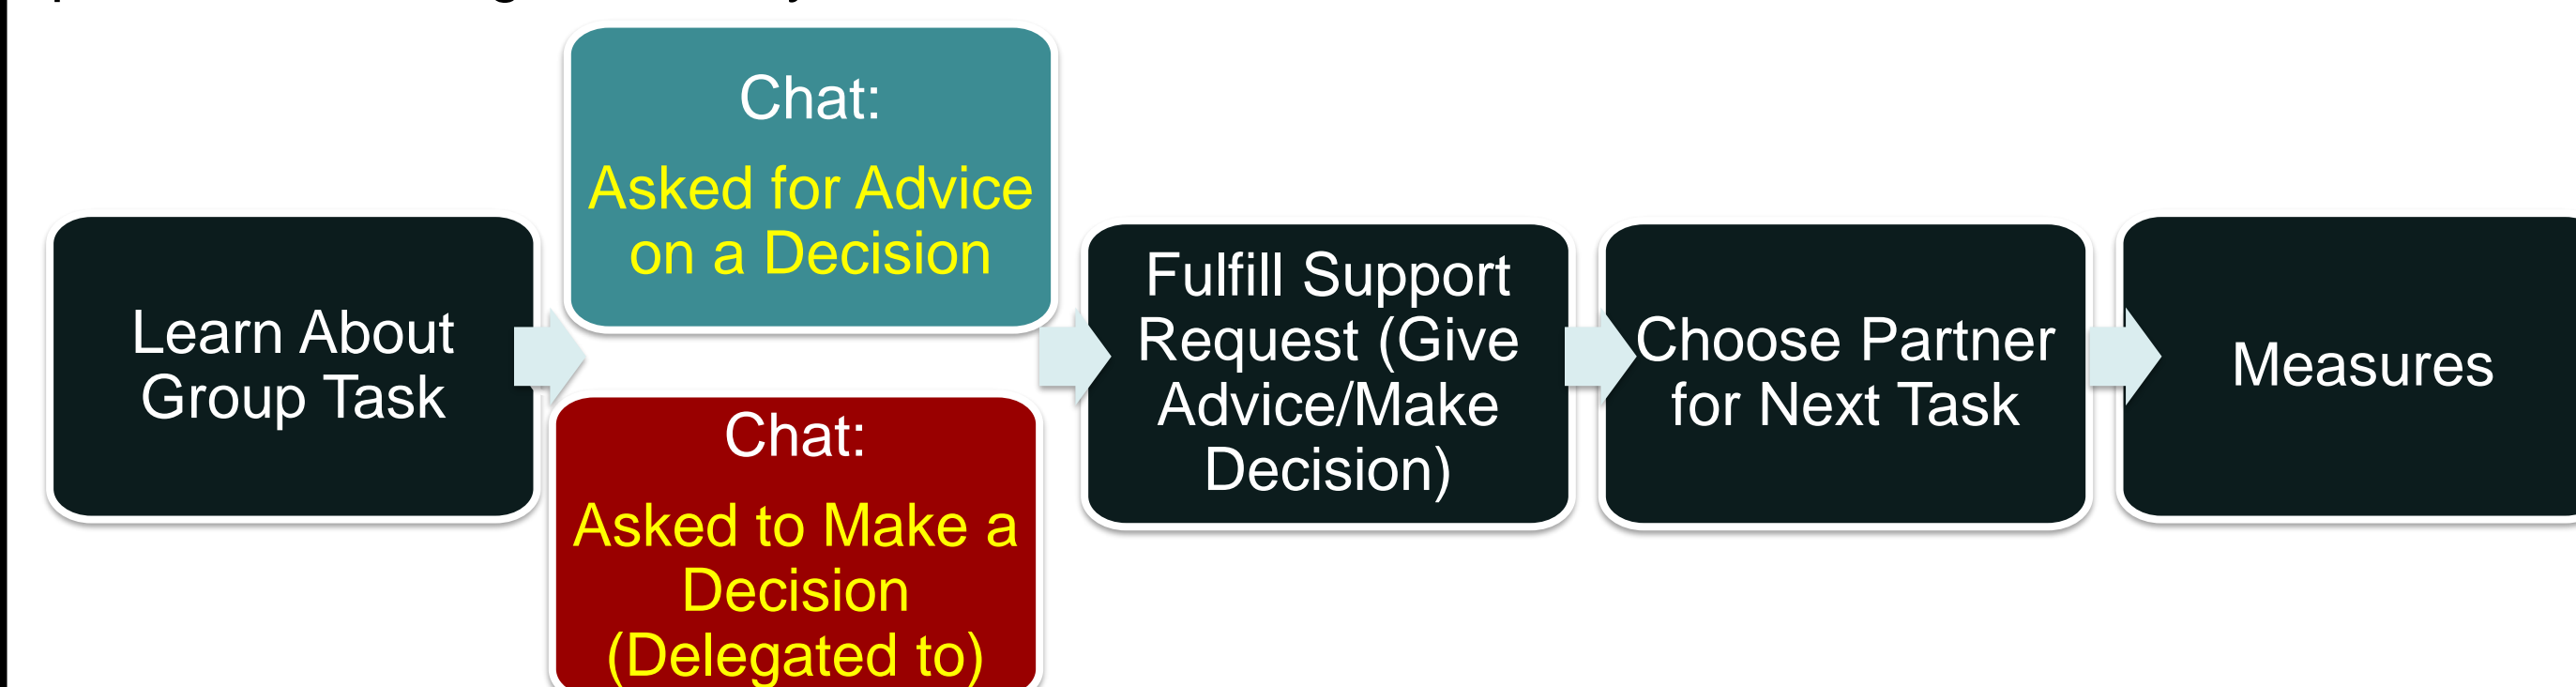 Chat:
Asked for Advice
on a Decision
Learn About
Group Task
Chat:
Asked to Make a
Decision
(Delegated to)
Fulfill Support
Request (Give
Advice/Make
Decision)
Choose Partner
for Next Task
Measures